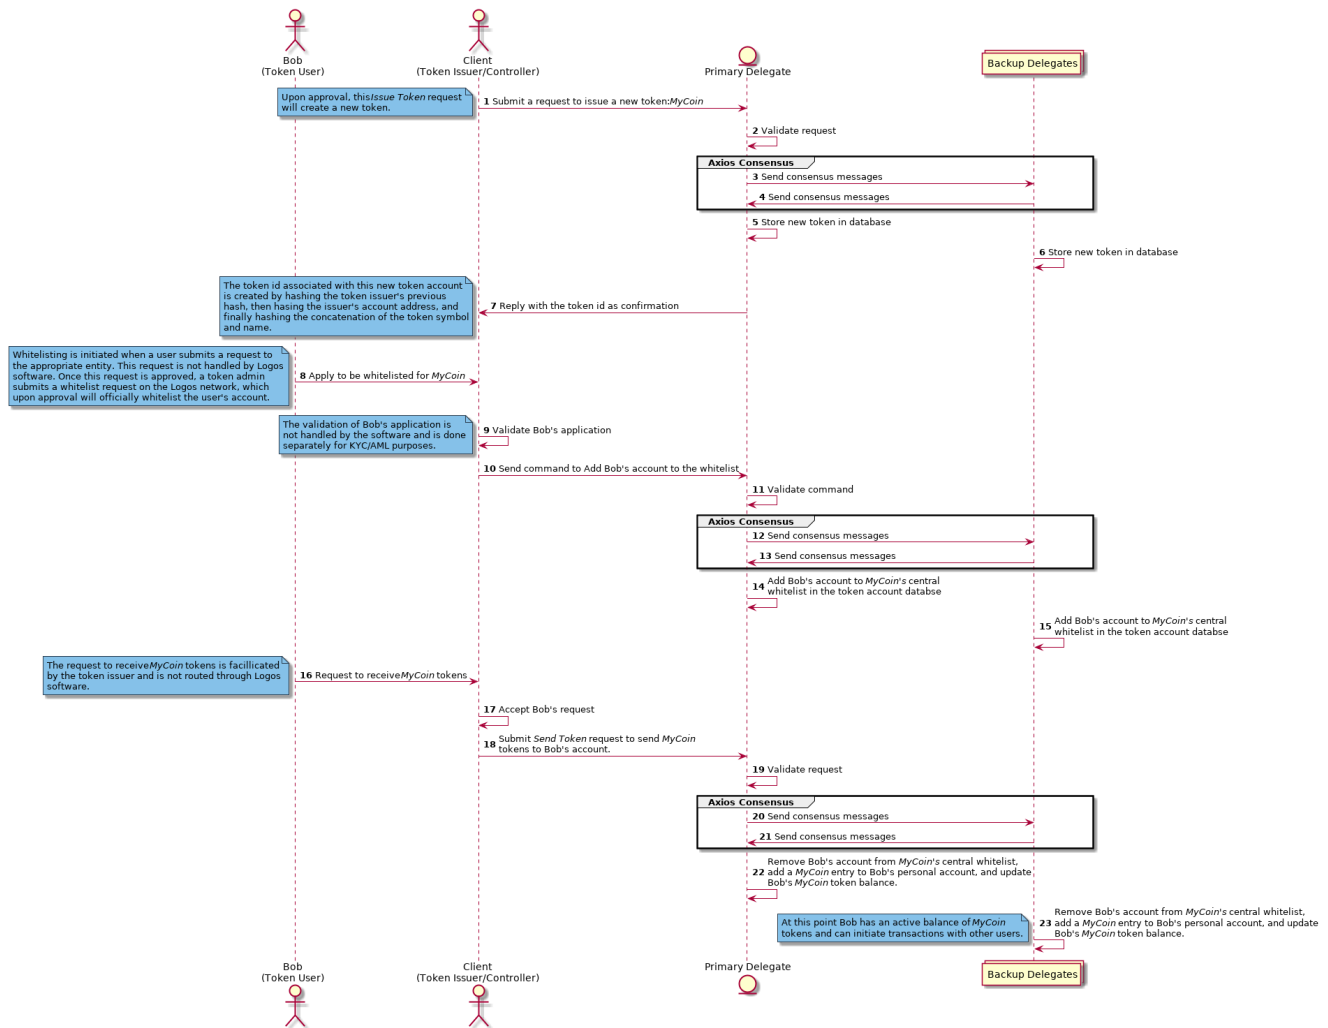 Bob
(Token User)
Client
(Token Issuer/Controller)
Primary Delegate
Backup Delegates
Upon approval, thisIssue Token request
will create a new token.
1 Submit a request to issue a new token:MyCoin
2 Validate request
Axios Consensus
3 Send consensus messages
4 Send consensus messages
5 Store new token in database
6 Store new token in database
The token id associated with this new token account
is created by hashing the token issuer's previous
hash, then hasing the issuer's account address, and
finally hashing the concatenation of the token symbol
and name.
7 Reply with the token id as confirmation
Whitelisting is initiated when a user submits a request to
the appropriate entity. This request is not handled by Logos
software. Once this request is approved, a token admin
submits a whitelist request on the Logos network, which
upon approval will officially whitelist the user's account.
8 Apply to be whitelisted for MyCoin
The validation of Bob's application is
not handled by the software and is done
separately for KYC/AML purposes.
9 Validate Bob's application
10 Send command to Add Bob's account to the whitelist
11 Validate command
Axios Consensus
12 Send consensus messages
13 Send consensus messages
14 Add Bob's account to MyCoin's central
whitelist in the token account databse
15 Add Bob's account to MyCoin's central
whitelist in the token account databse
The request to receiveMyCoin tokens is facillicated
by the token issuer and is not routed through Logos
software.
16 Request to receiveMyCoin tokens
17 Accept Bob's request
18 Submit Send Token request to send MyCoin
tokens to Bob's account.
19 Validate request
Axios Consensus
20 Send consensus messages
21 Send consensus messages
22 Remove Bob's account from MyCoin's central whitelist,
add a MyCoin entry to Bob's personal account, and update
Bob's MyCoin token balance.
At this point Bob has an active balance of MyCoin
tokens and can initiate transactions with other users.
23 Remove Bob's account from MyCoin's central whitelist,
add a MyCoin entry to Bob's personal account, and update
Bob's MyCoin token balance.
Bob
(Token User)
Client
(Token Issuer/Controller)
Primary Delegate
Backup Delegates